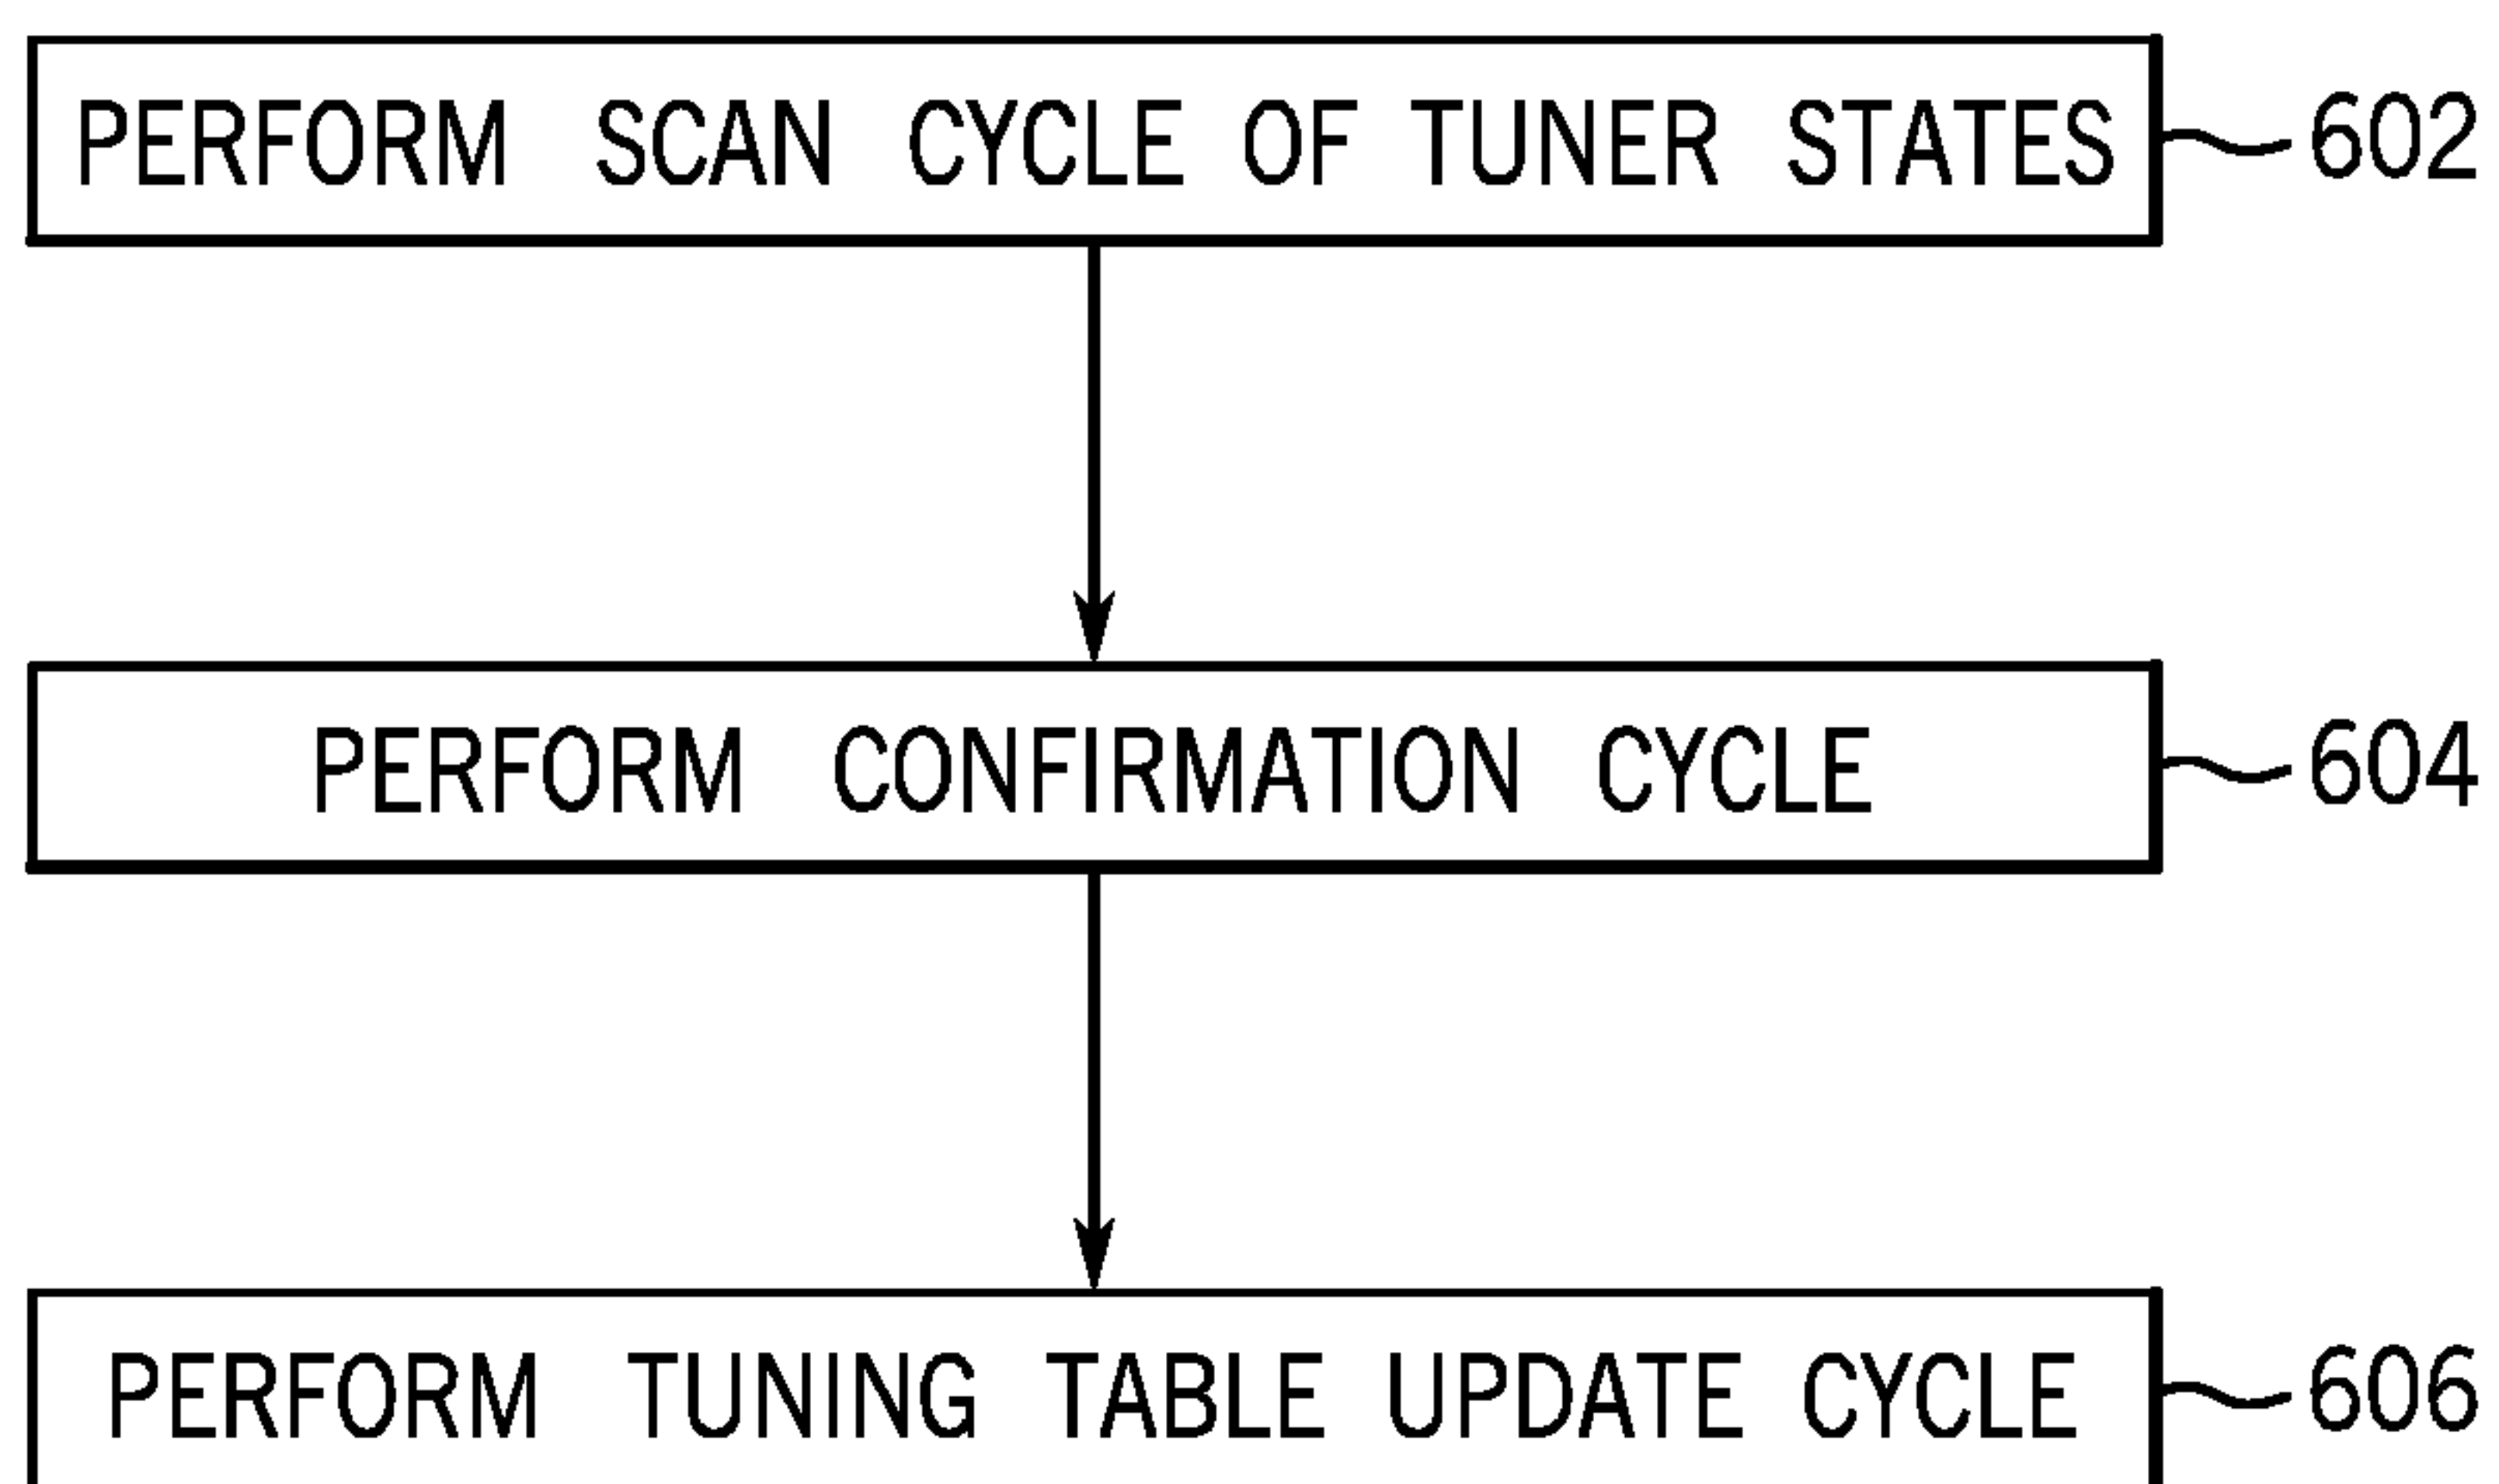 PERFORM SCAN CYCLE OF TUNER STATES 602
PERFORM CONFIRMATION CYCLE 604
PERFORM TUNING TABLE UPDATE CYCLE 606